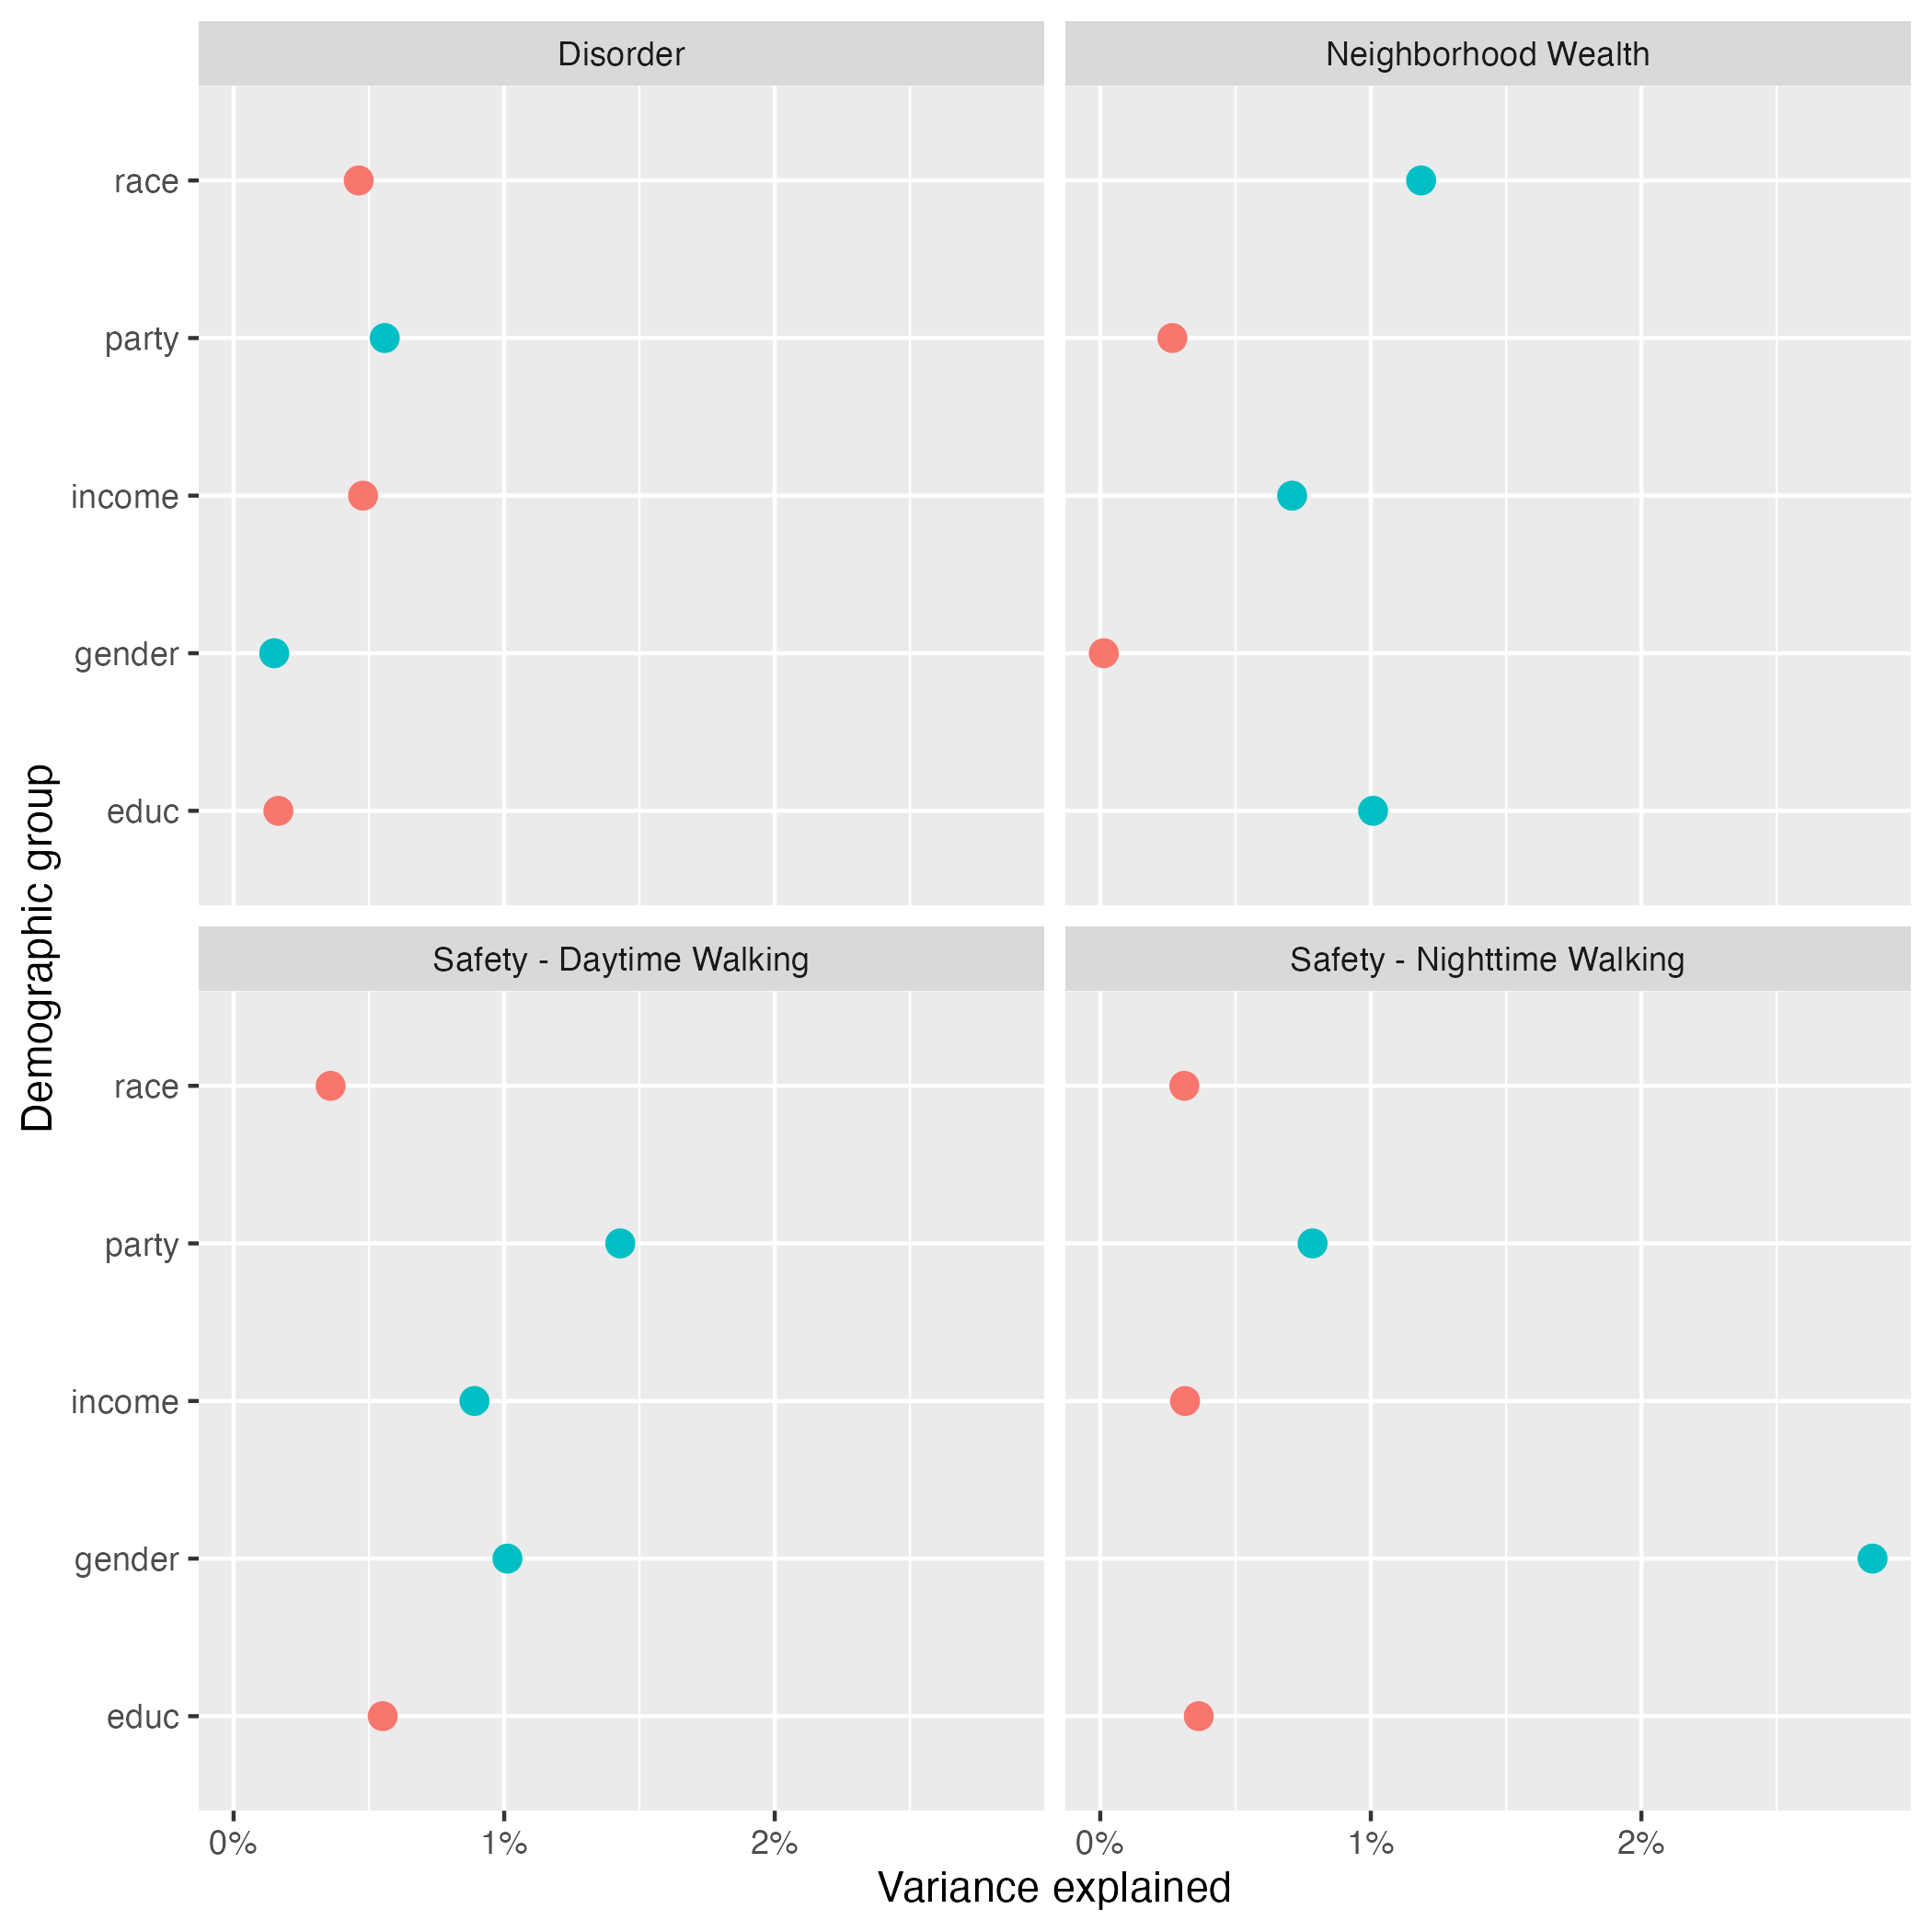 Disorder
Neighborhood Wealth
race
party
income
gender
educ
Safety - Daytime Walking
Safety - Nighttime Walking
race
party
income
gender
educ
0% 1% 2% 0% 1% 2%
Variance explained
Demographic group